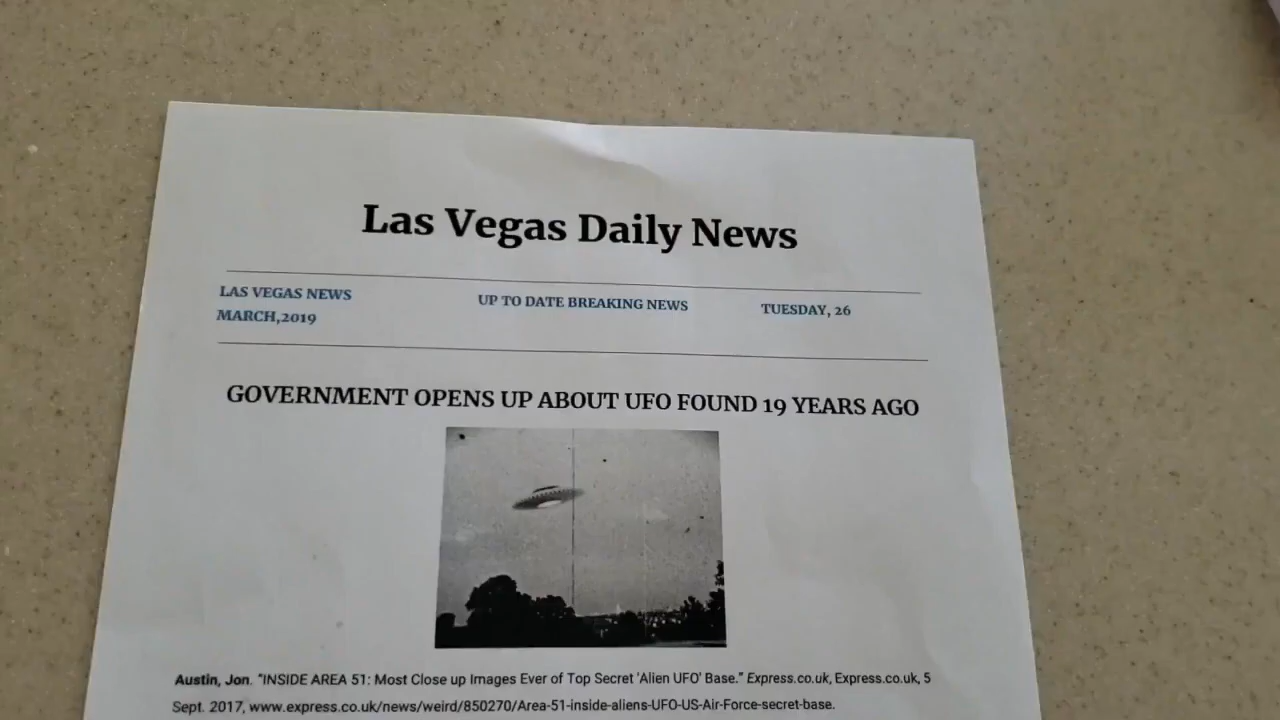 Las Vegas Daily News
LAS VEGAS NEWS UP TO DATE BREAKING NEWS TUESDAY, 26
MARCH,2019
GOVERNMENT OPENS UP ABOUT UFO FOUND 19 YEARS AGO
Austin, Jon. "INSIDE AREA 51: Most Close up Images Ever of Top Secret 'Alien UFO' Base." Express.co.uk, Express.co.uk, 5
Sept. 2017, www.express.co.uk/news/weird/850270/Area-51-inside-aliens-UFO-US-Air-Force-secret-base.